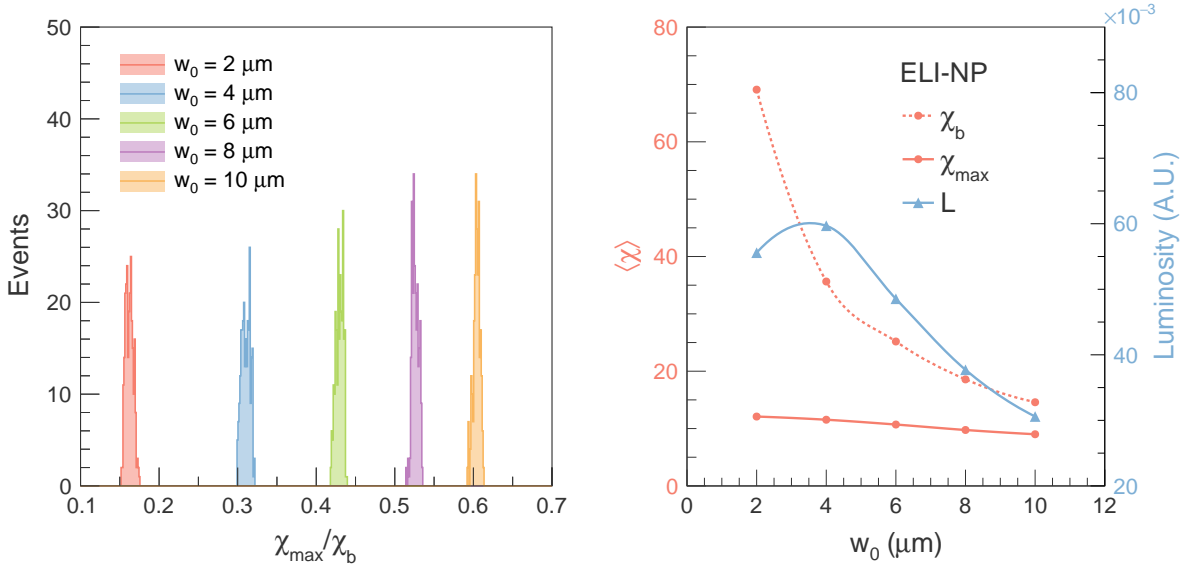 50
40
30
20
10
0
Events
w₀ = 2 μm
w₀ = 4 μm
w₀ = 6 μm
w₀ = 8 μm
w₀ = 10 μm
0.1 0.2 0.3 0.4 0.5 0.6 0.7
χmax/χb
80
60
40
20
0
⟨χ⟩
ELI-NP
χb
χmax
L
×10⁻³
80
60
40
20
Luminosity (A.U.)
0 2 4 6 8 10 12
w₀ (μm)